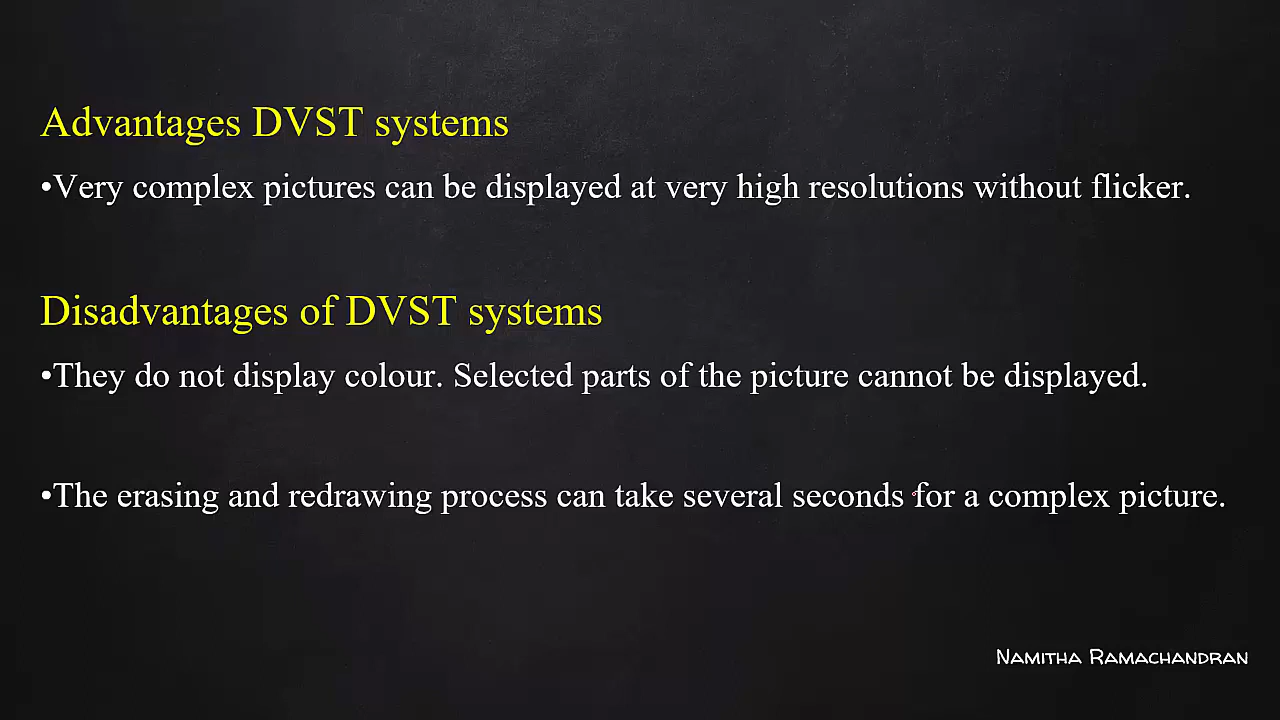 Advantages DVST systems
•Very complex pictures can be displayed at very high resolutions without flicker.
Disadvantages of DVST systems
•They do not display colour. Selected parts of the picture cannot be displayed.
•The erasing and redrawing process can take several seconds for a complex picture.
Namitha Ramachandran